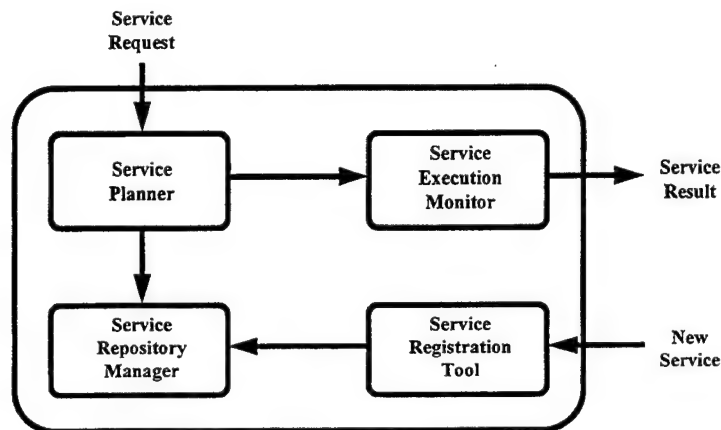 Service
Request
Service
Planner
Service
Execution
Monitor
Service
Result
Service
Repository
Manager
Service
Registration
Tool
New
Service